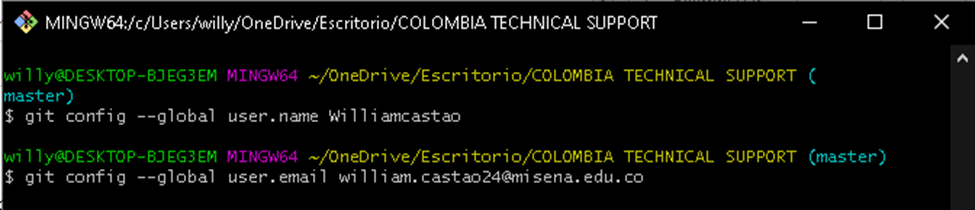 MINGW64:/c/Users/willy/OneDrive/Escritorio/COLOMBIA TECHNICAL SUPPORT
willy@DESKTOP-BJEG3EM MINGW64 ~/OneDrive/Escritorio/COLOMBIA TECHNICAL SUPPORT (
master)
$ git config --global user.name Williamcastao
willy@DESKTOP-BJEG3EM MINGW64 ~/OneDrive/Escritorio/COLOMBIA TECHNICAL SUPPORT (master)
$ git config --global user.email william.castao24@misena.edu.co